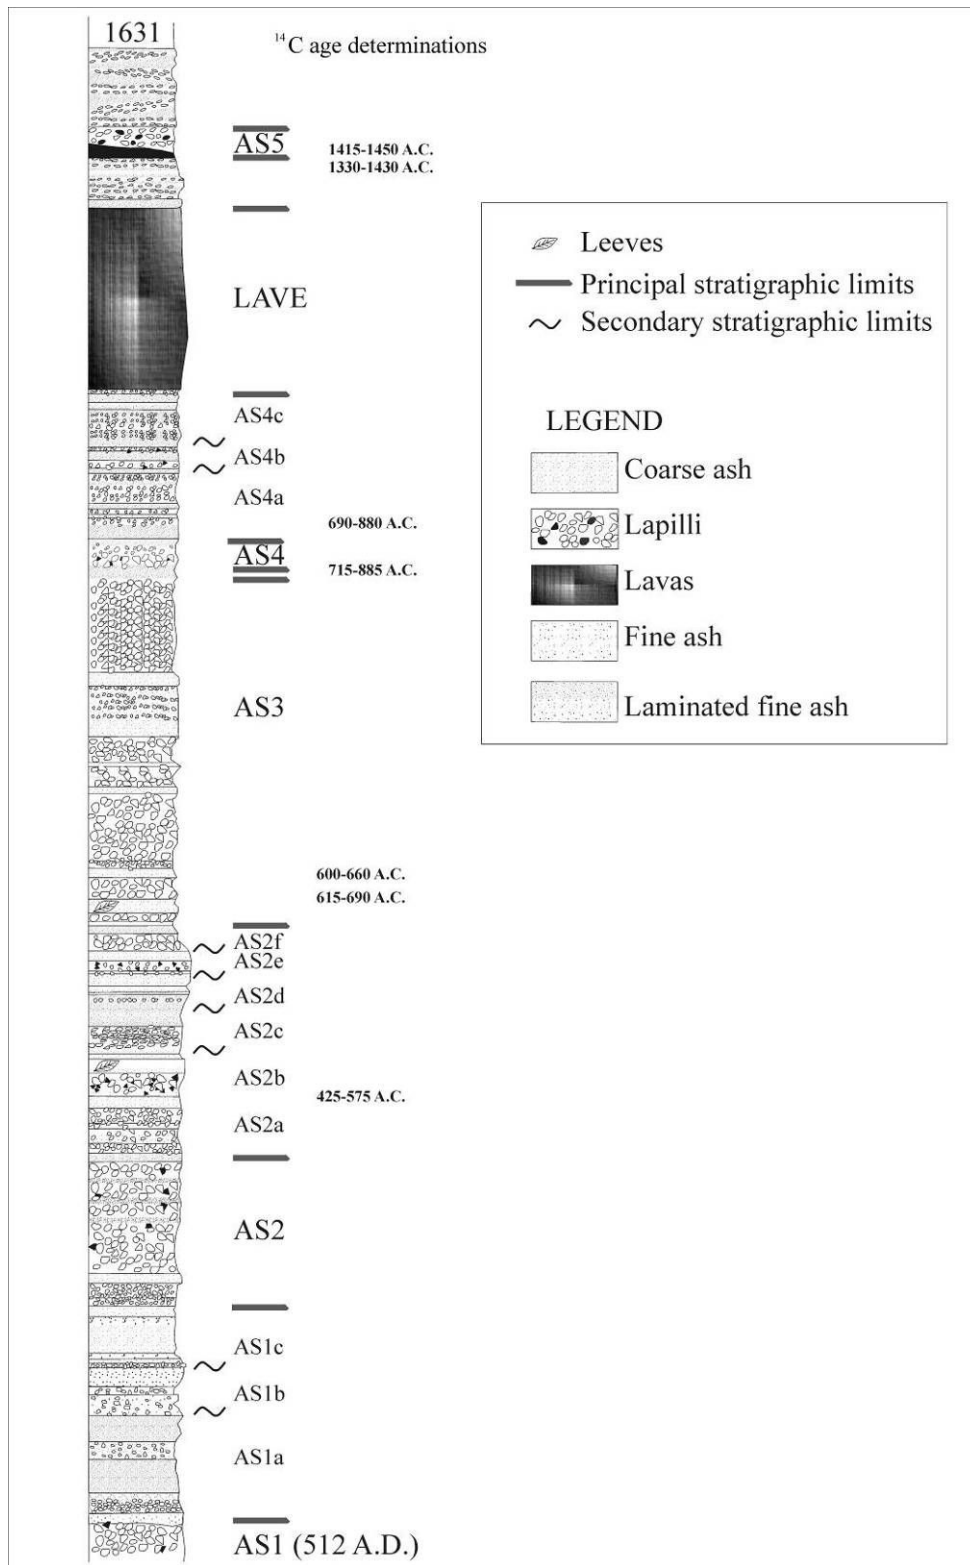 1631
¹⁴C age determinations
AS5
1415-1450 A.C.
1330-1430 A.C.
LAVE
AS4c
AS4b
AS4a
690-880 A.C.
AS4
715-885 A.C.
AS3
600-660 A.C.
615-690 A.C.
AS2f
AS2e
AS2d
AS2c
AS2b
425-575 A.C.
AS2a
AS2
AS1c
AS1b
AS1a
AS1 (512 A.D.)
Leeves
Principal stratigraphic limits
Secondary stratigraphic limits
LEGEND
Coarse ash
Lapilli
Lavas
Fine ash
Laminated fine ash